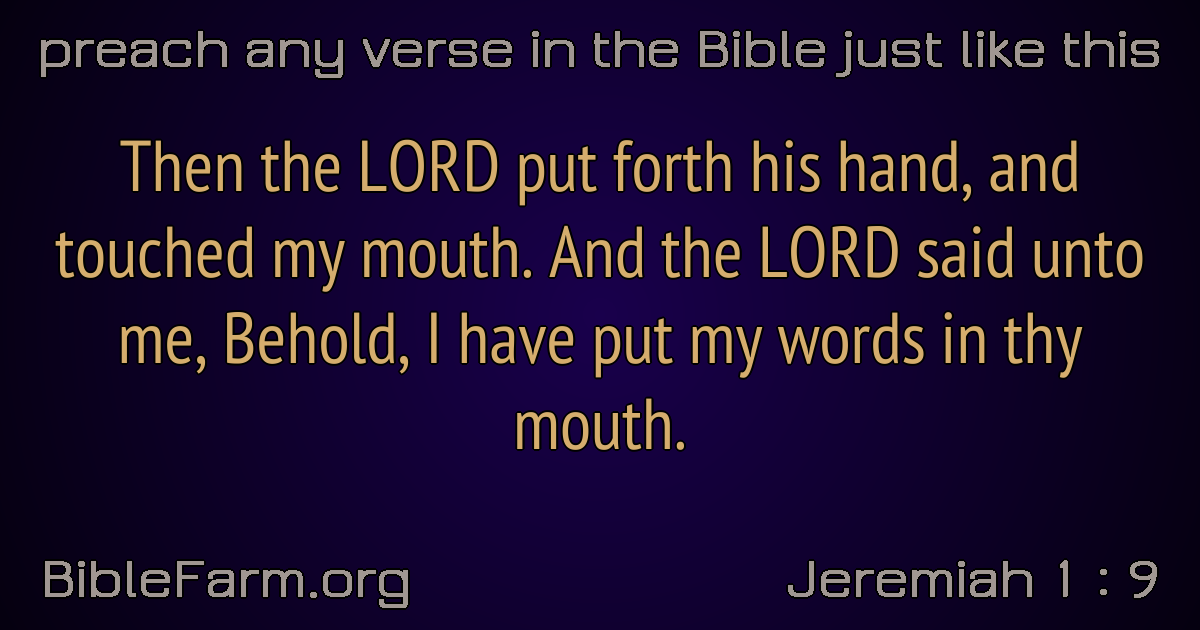 preach any verse in the Bible just like this
Then the LORD put forth his hand, and
touched my mouth. And the LORD said unto
me, Behold, I have put my words in thy
mouth.
BibleFarm.org
Jeremiah 1 : 9